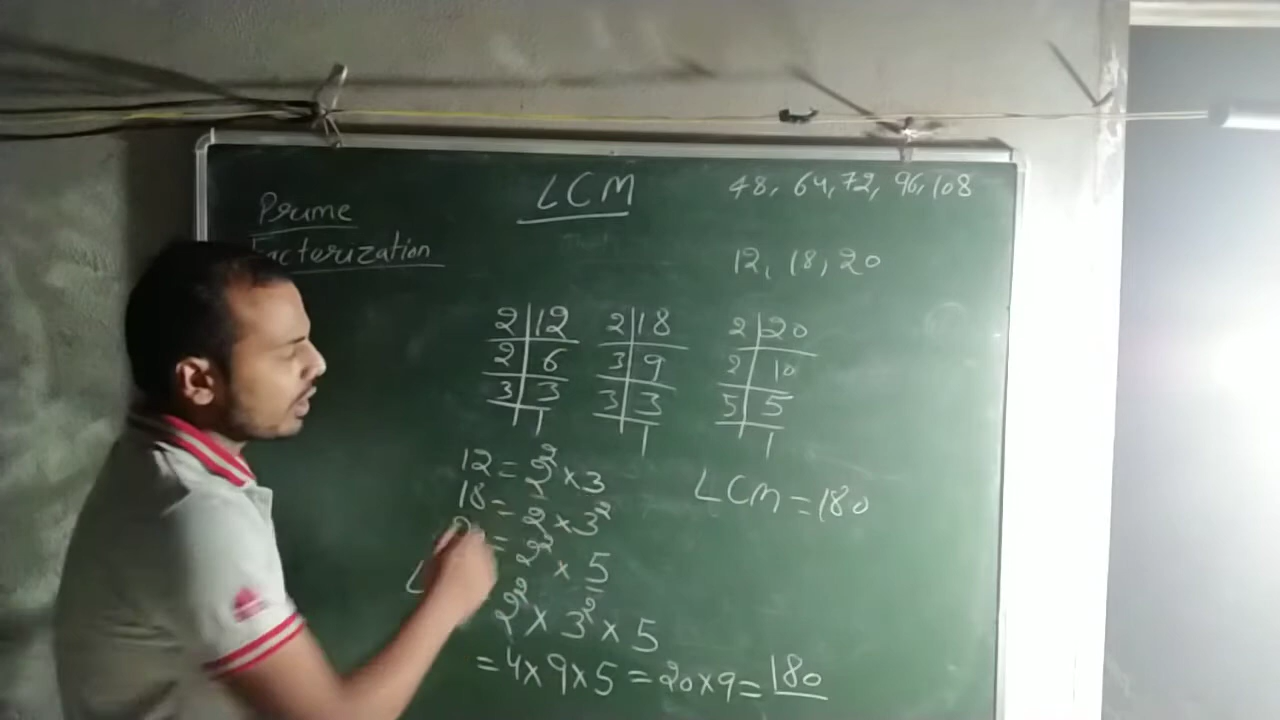 LCM
48, 64, 72, 96, 108
Prime
Factorization
12, 18, 20
2|12 2|18 2|20
2|6 3|9 2|10
3|3 3|3 5|5
1 1 1
12 = 2² × 3
18 = 2 × 3²
= 2² × 5
LCM = 180
L
2² × 3² × 5
= 4 × 9 × 5 = 20 × 9 = 180